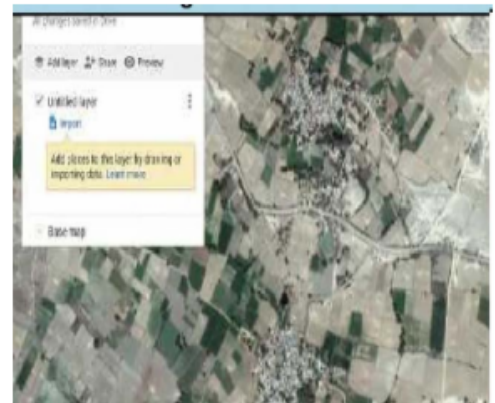 All changes saved in Drive
Add layer Share Preview
Untitled layer
Import
Add places to this layer by drawing or
importing data. Learn more
Base map